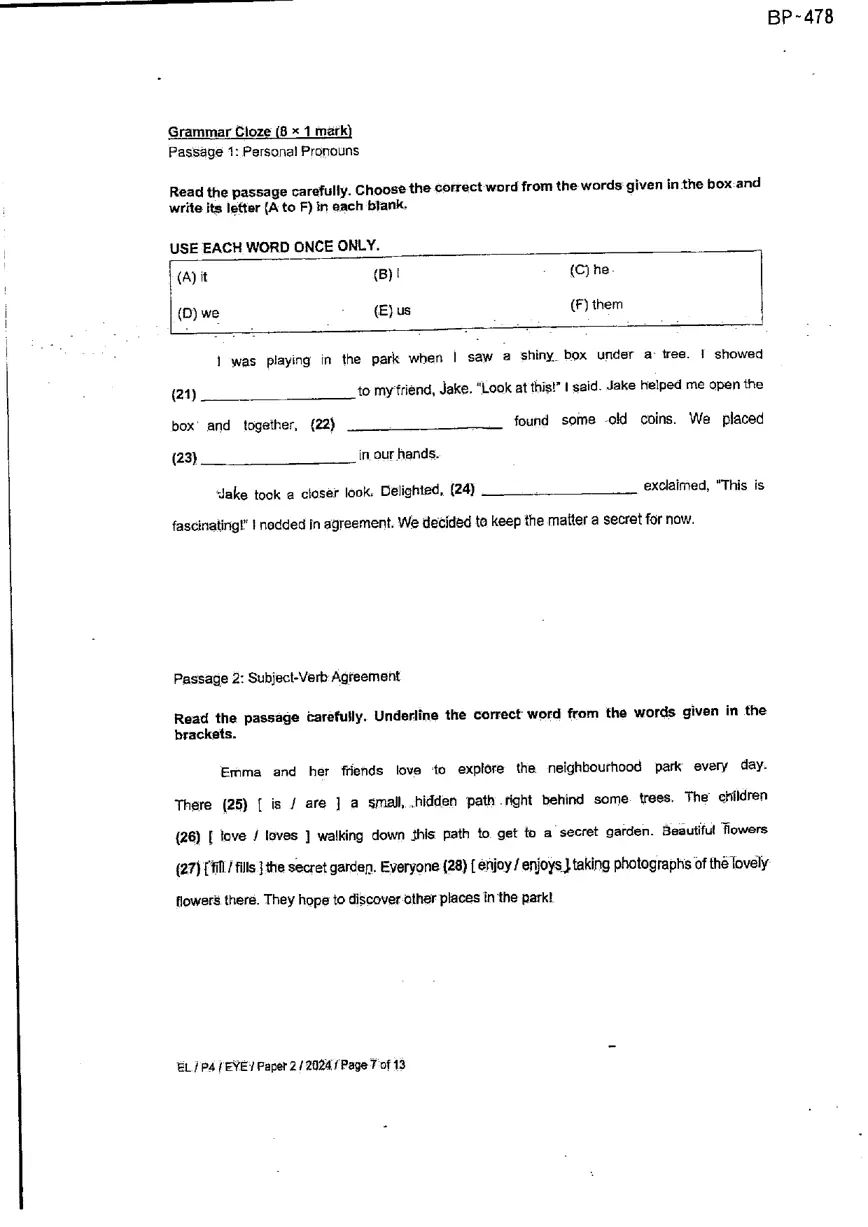 BP-478
Grammar Cloze (8 × 1 mark)
Passage 1: Personal Pronouns
Read the passage carefully. Choose the correct word from the words given in the box and
write its letter (A to F) in each blank.
USE EACH WORD ONCE ONLY.
(A) it (B) I (C) he
(D) we (E) us (F) them
I was playing in the park when I saw a shiny box under a tree. I showed
(21) ____________________ to my friend, Jake. "Look at this!" I said. Jake helped me open the
box and together, (22) ____________________ found some old coins. We placed
(23) ____________________ in our hands.
Jake took a closer look. Delighted, (24) ____________________ exclaimed, "This is
fascinating!" I nodded in agreement. We decided to keep the matter a secret for now.
Passage 2: Subject-Verb Agreement
Read the passage carefully. Underline the correct word from the words given in the
brackets.
Emma and her friends love to explore the neighbourhood park every day.
There (25) [ is / are ] a small, hidden path right behind some trees. The children
(26) [ love / loves ] walking down this path to get to a secret garden. Beautiful flowers
(27) [ fill / fills ] the secret garden. Everyone (28) [ enjoy / enjoys ] taking photographs of the lovely
flowers there. They hope to discover other places in the park!
EL / P4 / EYE / Paper 2 / 2024 / Page 7 of 13